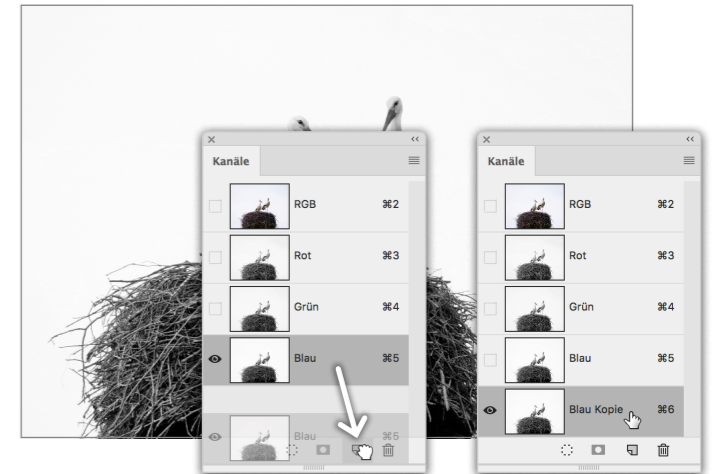 Kanäle
RGB ⌘2
Rot ⌘3
Grün ⌘4
Blau ⌘5
Blau ⌘5
Kanäle
RGB ⌘2
Rot ⌘3
Grün ⌘4
Blau ⌘5
Blau Kopie ⌘6